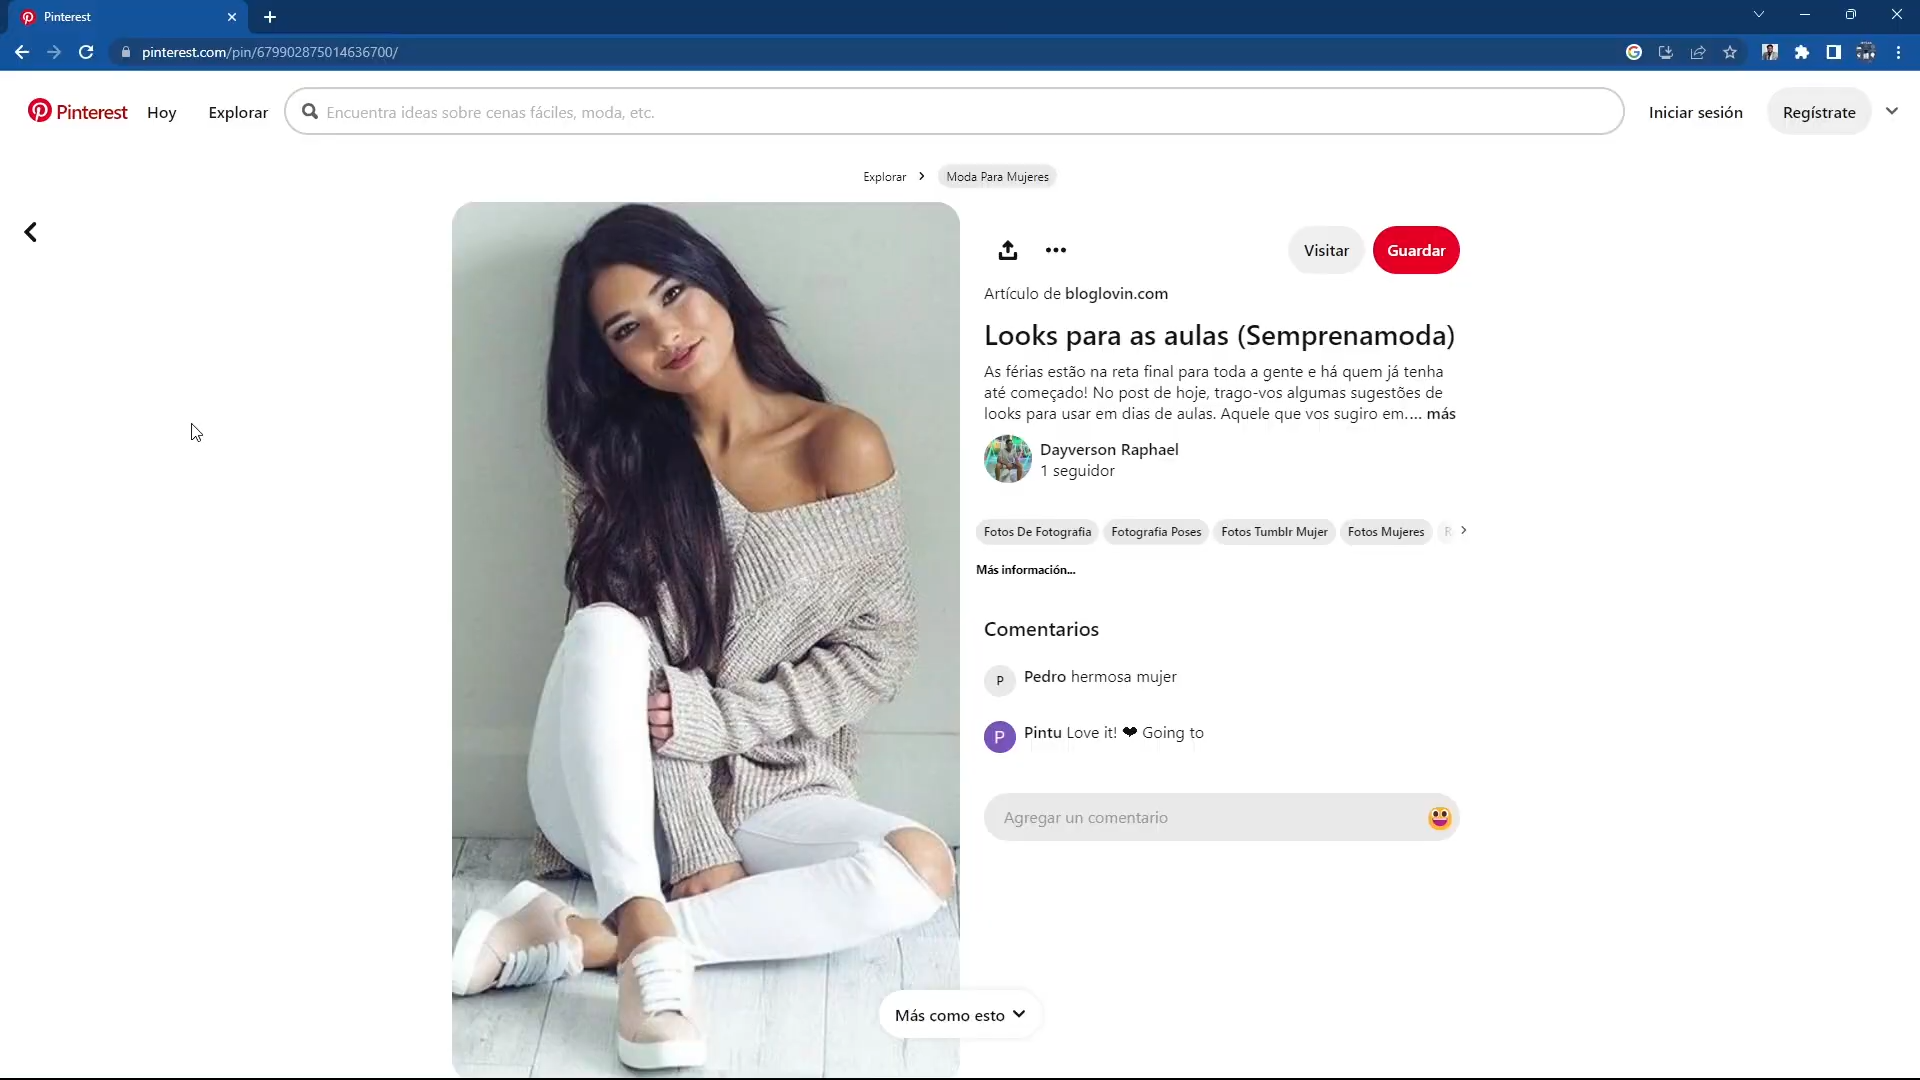 Pinterest
pinterest.com/pin/679902875014636700/
Pinterest
Hoy
Explorar
Encuentra ideas sobre cenas fáciles, moda, etc.
Iniciar sesión
Regístrate
Explorar
Moda Para Mujeres
Visitar
Guardar
Artículo de bloglovin.com
Looks para as aulas (Semprenamoda)
As férias estão na reta final para toda a gente e há quem já tenha
até começado! No post de hoje, trago-vos algumas sugestões de
looks para usar em dias de aulas. Aquele que vos sugiro em.... más
Dayverson Raphael
1 seguidor
Fotos De Fotografia
Fotografia Poses
Fotos Tumblr Mujer
Fotos Mujeres
Más información...
Comentarios
P
Pedro hermosa mujer
P
Pintu Love it! ❤ Going to
Agregar un comentario
Más como esto